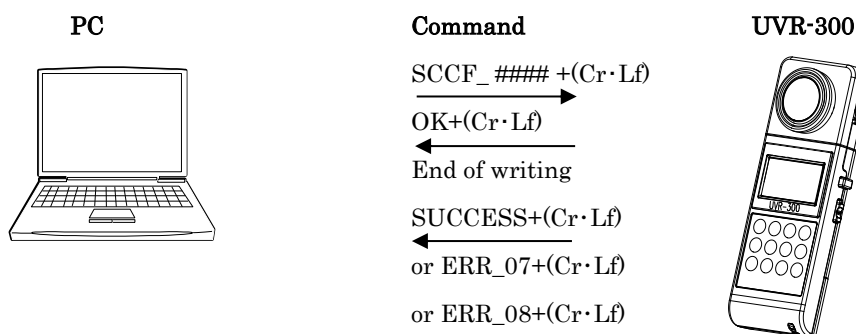 PC
Command
UVR-300
SCCF_ #### +(Cr･Lf)
OK+(Cr･Lf)
End of writing
SUCCESS+(Cr･Lf)
or ERR_07+(Cr･Lf)
or ERR_08+(Cr･Lf)
UVR-300